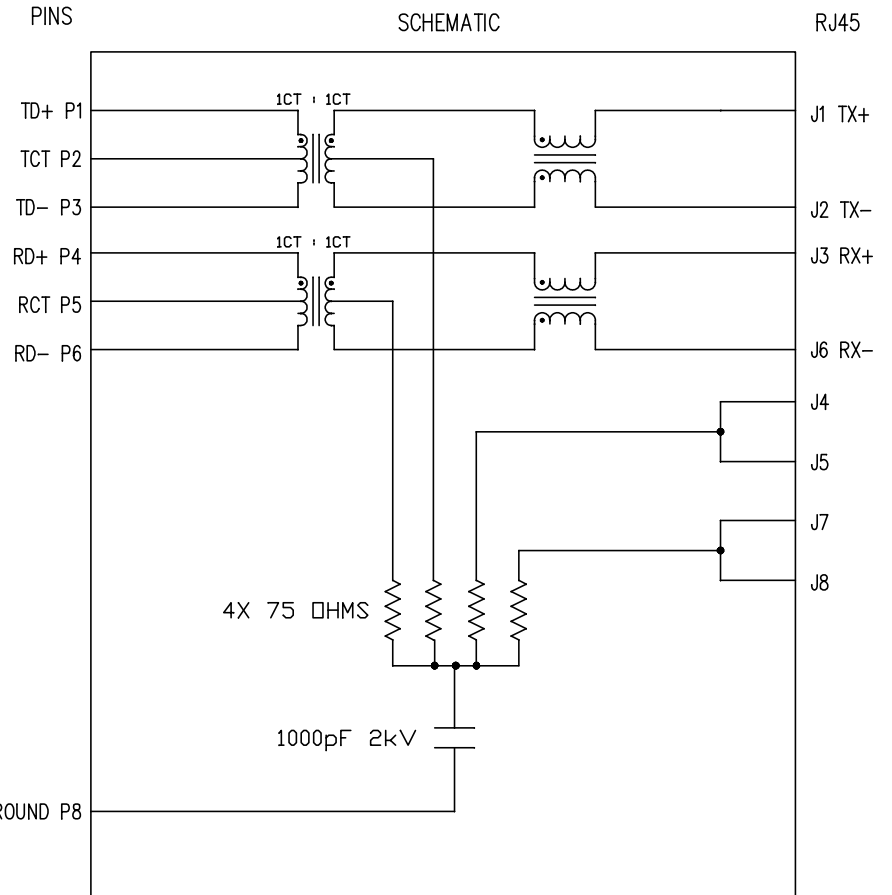 PINS SCHEMATIC RJ45
1CT : 1CT
TD+ P1 J1 TX+
TCT P2
TD- P3 J2 TX-
1CT : 1CT
RD+ P4 J3 RX+
RCT P5
RD- P6 J6 RX-
J4
J5
J7
J8
4X 75 OHMS
1000pF 2kV
ROUND P8